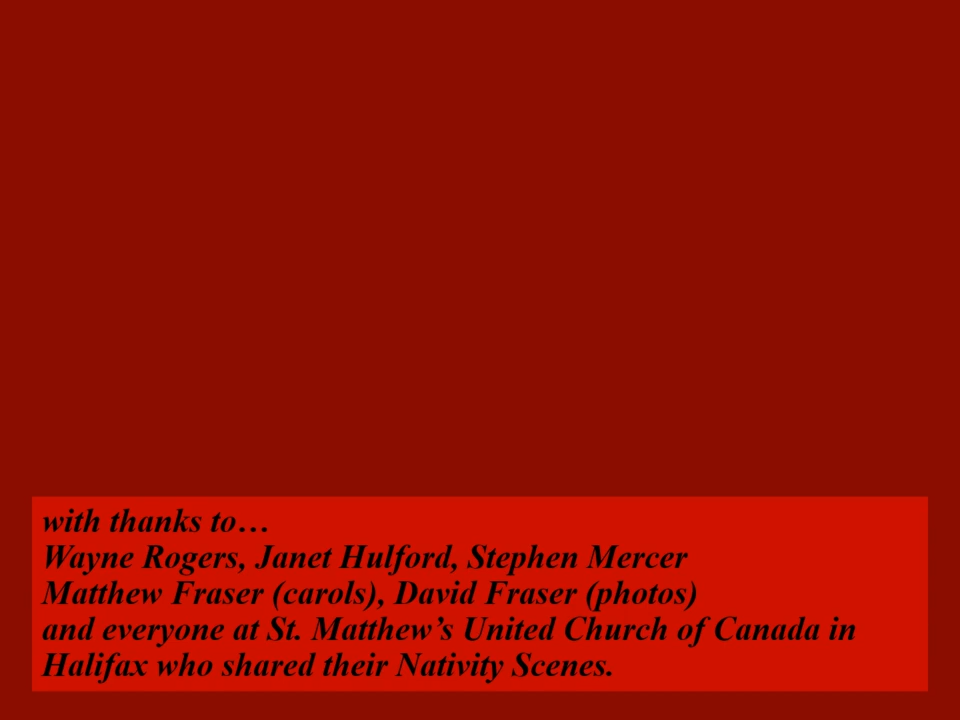 with thanks to…
Wayne Rogers, Janet Hulford, Stephen Mercer
Matthew Fraser (carols), David Fraser (photos)
and everyone at St. Matthew’s United Church of Canada in
Halifax who shared their Nativity Scenes.